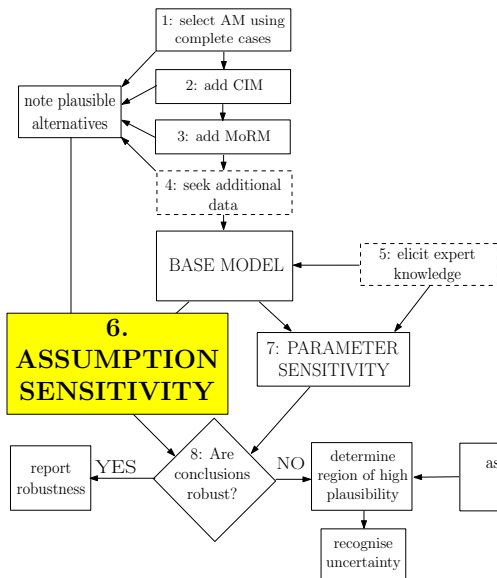 1: select AM using
complete cases
2: add CIM
note plausible
alternatives
3: add MoRM
4: seek additional
data
BASE MODEL
5: elicit expert
knowledge
6.
ASSUMPTION
SENSITIVITY
7: PARAMETER
SENSITIVITY
8: Are
conclusions
robust?
YES
NO
report
robustness
determine
region of high
plausibility
as
recognise
uncertainty